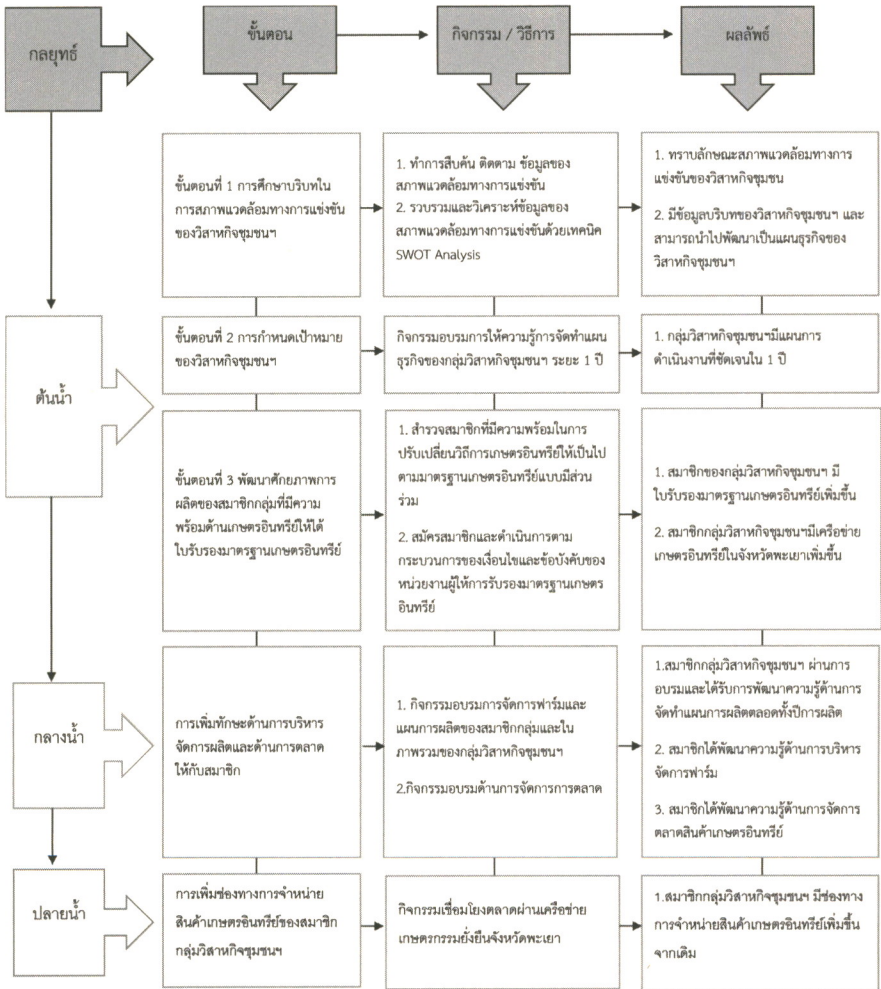 กลยุทธ์
ขั้นตอน
กิจกรรม / วิธีการ
ผลลัพธ์
ขั้นตอนที่ 1 การศึกษาบริบทใน
การสภาพแวดล้อมทางการแข่งขัน
ของวิสาหกิจชุมชนฯ
1. ทำการสืบค้น ติดตาม ข้อมูลของ
สภาพแวดล้อมทางการแข่งขัน
2. รวบรวมและวิเคราะห์ข้อมูลของ
สภาพแวดล้อมทางการแข่งขันด้วยเทคนิค
SWOT Analysis
1. ทราบลักษณะสภาพแวดล้อมทางการ
แข่งขันของวิสาหกิจชุมชน
2. มีข้อมูลบริบทของวิสาหกิจชุมชนฯ และ
สามารถนำไปพัฒนาเป็นแผนธุรกิจของ
วิสาหกิจชุมชนฯ
ต้นน้ำ
ขั้นตอนที่ 2 การกำหนดเป้าหมาย
ของวิสาหกิจชุมชนฯ
กิจกรรมอบรมการให้ความรู้การจัดทำแผน
ธุรกิจของกลุ่มวิสาหกิจชุมชนฯ ระยะ 1 ปี
1. กลุ่มวิสาหกิจชุมชนฯมีแผนการ
ดำเนินงานที่ชัดเจนใน 1 ปี
ขั้นตอนที่ 3 พัฒนาศักยภาพการ
ผลิตของสมาชิกกลุ่มที่มีความ
พร้อมด้านเกษตรอินทรีย์ให้ได้
ใบรับรองมาตรฐานเกษตรอินทรีย์
1. สำรวจสมาชิกที่มีความพร้อมในการ
ปรับเปลี่ยนวิถีการเกษตรอินทรีย์ให้เป็นไป
ตามมาตรฐานเกษตรอินทรีย์แบบมีส่วน
ร่วม
2. สมัครสมาชิกและดำเนินการตาม
กระบวนการของเงื่อนไขและข้อบังคับของ
หน่วยงานผู้ให้การรับรองมาตรฐานเกษตร
อินทรีย์
1. สมาชิกของกลุ่มวิสาหกิจชุมชนฯ มี
ใบรับรองมาตรฐานเกษตรอินทรีย์เพิ่มขึ้น
2. สมาชิกกลุ่มวิสาหกิจชุมชนฯมีเครือข่าย
เกษตรอินทรีย์ในจังหวัดพะเยาเพิ่มขึ้น
กลางน้ำ
การเพิ่มทักษะด้านการบริหาร
จัดการผลิตและด้านการตลาด
ให้กับสมาชิก
1. กิจกรรมอบรมการจัดการฟาร์มและ
แผนการผลิตของสมาชิกกลุ่มและใน
ภาพรวมของกลุ่มวิสาหกิจชุมชนฯ
2.กิจกรรมอบรมด้านการจัดการการตลาด
1.สมาชิกกลุ่มวิสาหกิจชุมชนฯ ผ่านการ
อบรมและได้รับการพัฒนาความรู้ด้านการ
จัดทำแผนการผลิตตลอดทั้งปีการผลิต
2. สมาชิกได้พัฒนาความรู้ด้านการบริหาร
จัดการฟาร์ม
3. สมาชิกได้พัฒนาความรู้ด้านการจัดการ
ตลาดสินค้าเกษตรอินทรีย์
ปลายน้ำ
การเพิ่มช่องทางการจำหน่าย
สินค้าเกษตรอินทรีย์ของสมาชิก
กลุ่มวิสาหกิจชุมชนฯ
กิจกรรมเชื่อมโยงตลาดผ่านเครือข่าย
เกษตรกรรมยั่งยืนจังหวัดพะเยา
1.สมาชิกกลุ่มวิสาหกิจชุมชนฯ มีช่องทาง
การจำหน่ายสินค้าเกษตรอินทรีย์เพิ่มขึ้น
จากเดิม